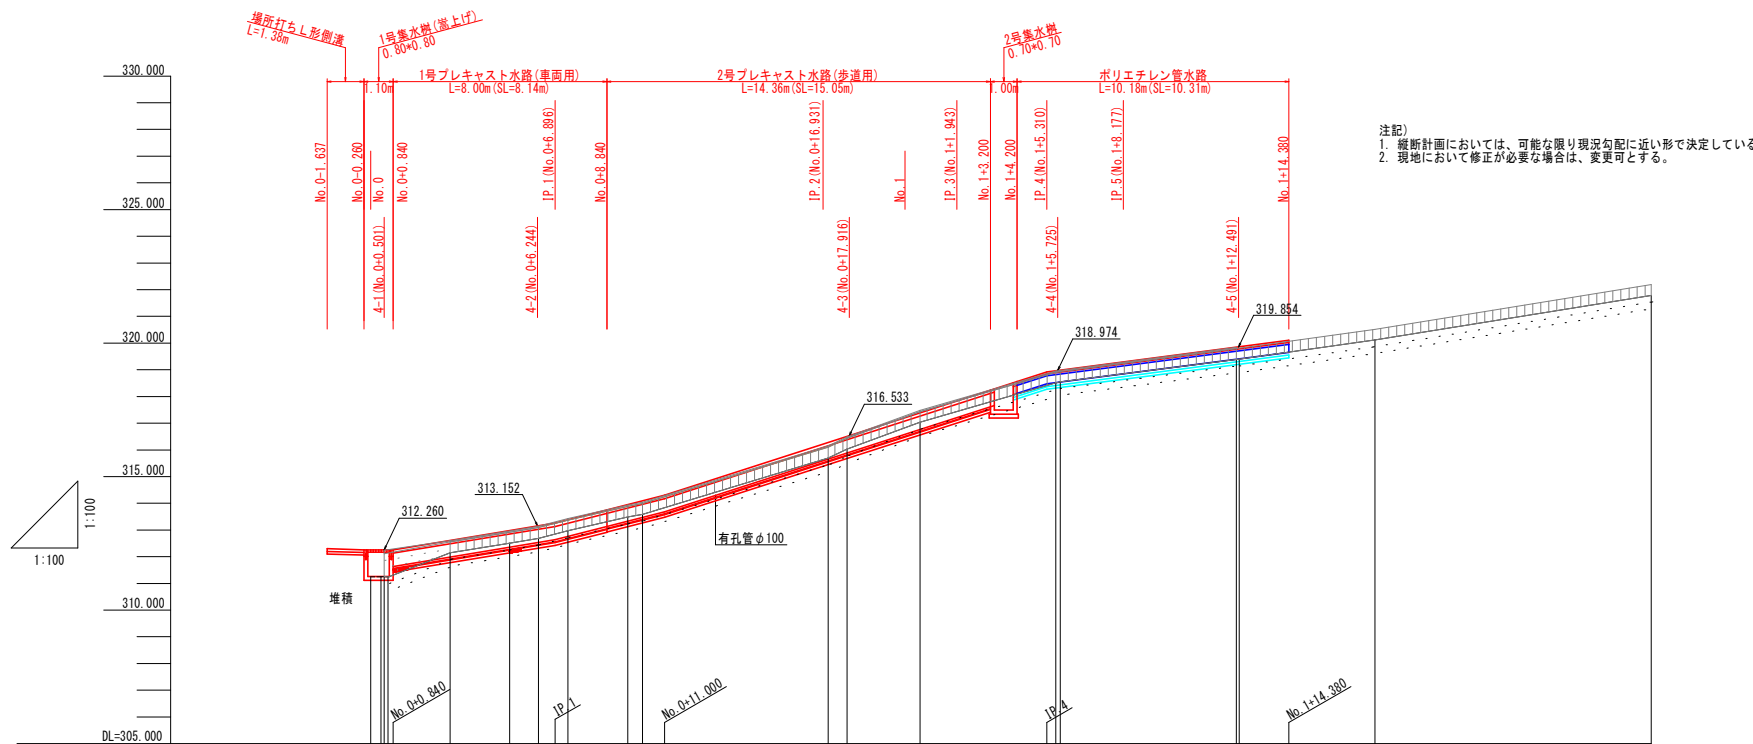 場所打ちL形側溝
L=1.38m
1号集水桝(嵩上げ)
0.80*0.80
2号集水桝
0.70*0.70
330.000
1.10m
1号プレキャスト水路(車両用)
L=8.00m(SL=8.14m)
2号プレキャスト水路(歩道用)
L=14.36m(SL=15.05m)
1.00m
ポリエチレン管水路
L=10.18m(SL=10.31m)
注記)
1. 縦断計画においては、可能な限り現況勾配に近い形で決定している
2. 現地において修正が必要な場合は、変更可とする。
No.0-1.637
No.0-0.260
No.0
No.0+0.840
IP.1(No.0+6.896)
No.0+8.840
IP.2(No.0+16.931)
No.1
IP.3(No.1+1.943)
No.1+3.200
No.1+4.200
IP.4(No.1+5.310)
IP.5(No.1+8.177)
No.1+14.380
325.000
4-1(No.0+0.501)
4-2(No.0+6.244)
4-3(No.0+17.916)
4-4(No.1+5.725)
4-5(No.1+12.491)
320.000
318.974
319.854
316.533
315.000
313.152
312.260
有孔管φ100
1:100
1:100
堆積
310.000
No.0+0.840
IP.1
No.0+11.000
IP.4
No.1+14.380
DL=305.000